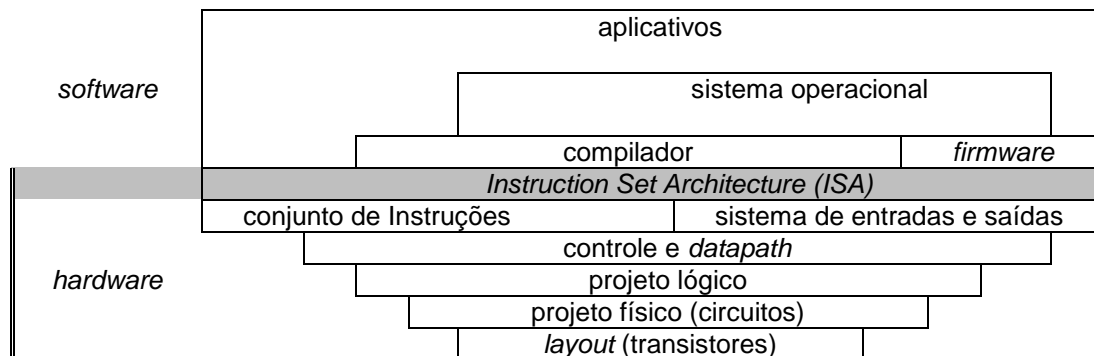 aplicativos
software
sistema operacional
compilador firmware
Instruction Set Architecture (ISA)
conjunto de Instruções sistema de entradas e saídas
controle e datapath
hardware
projeto lógico
projeto físico (circuitos)
layout (transistores)